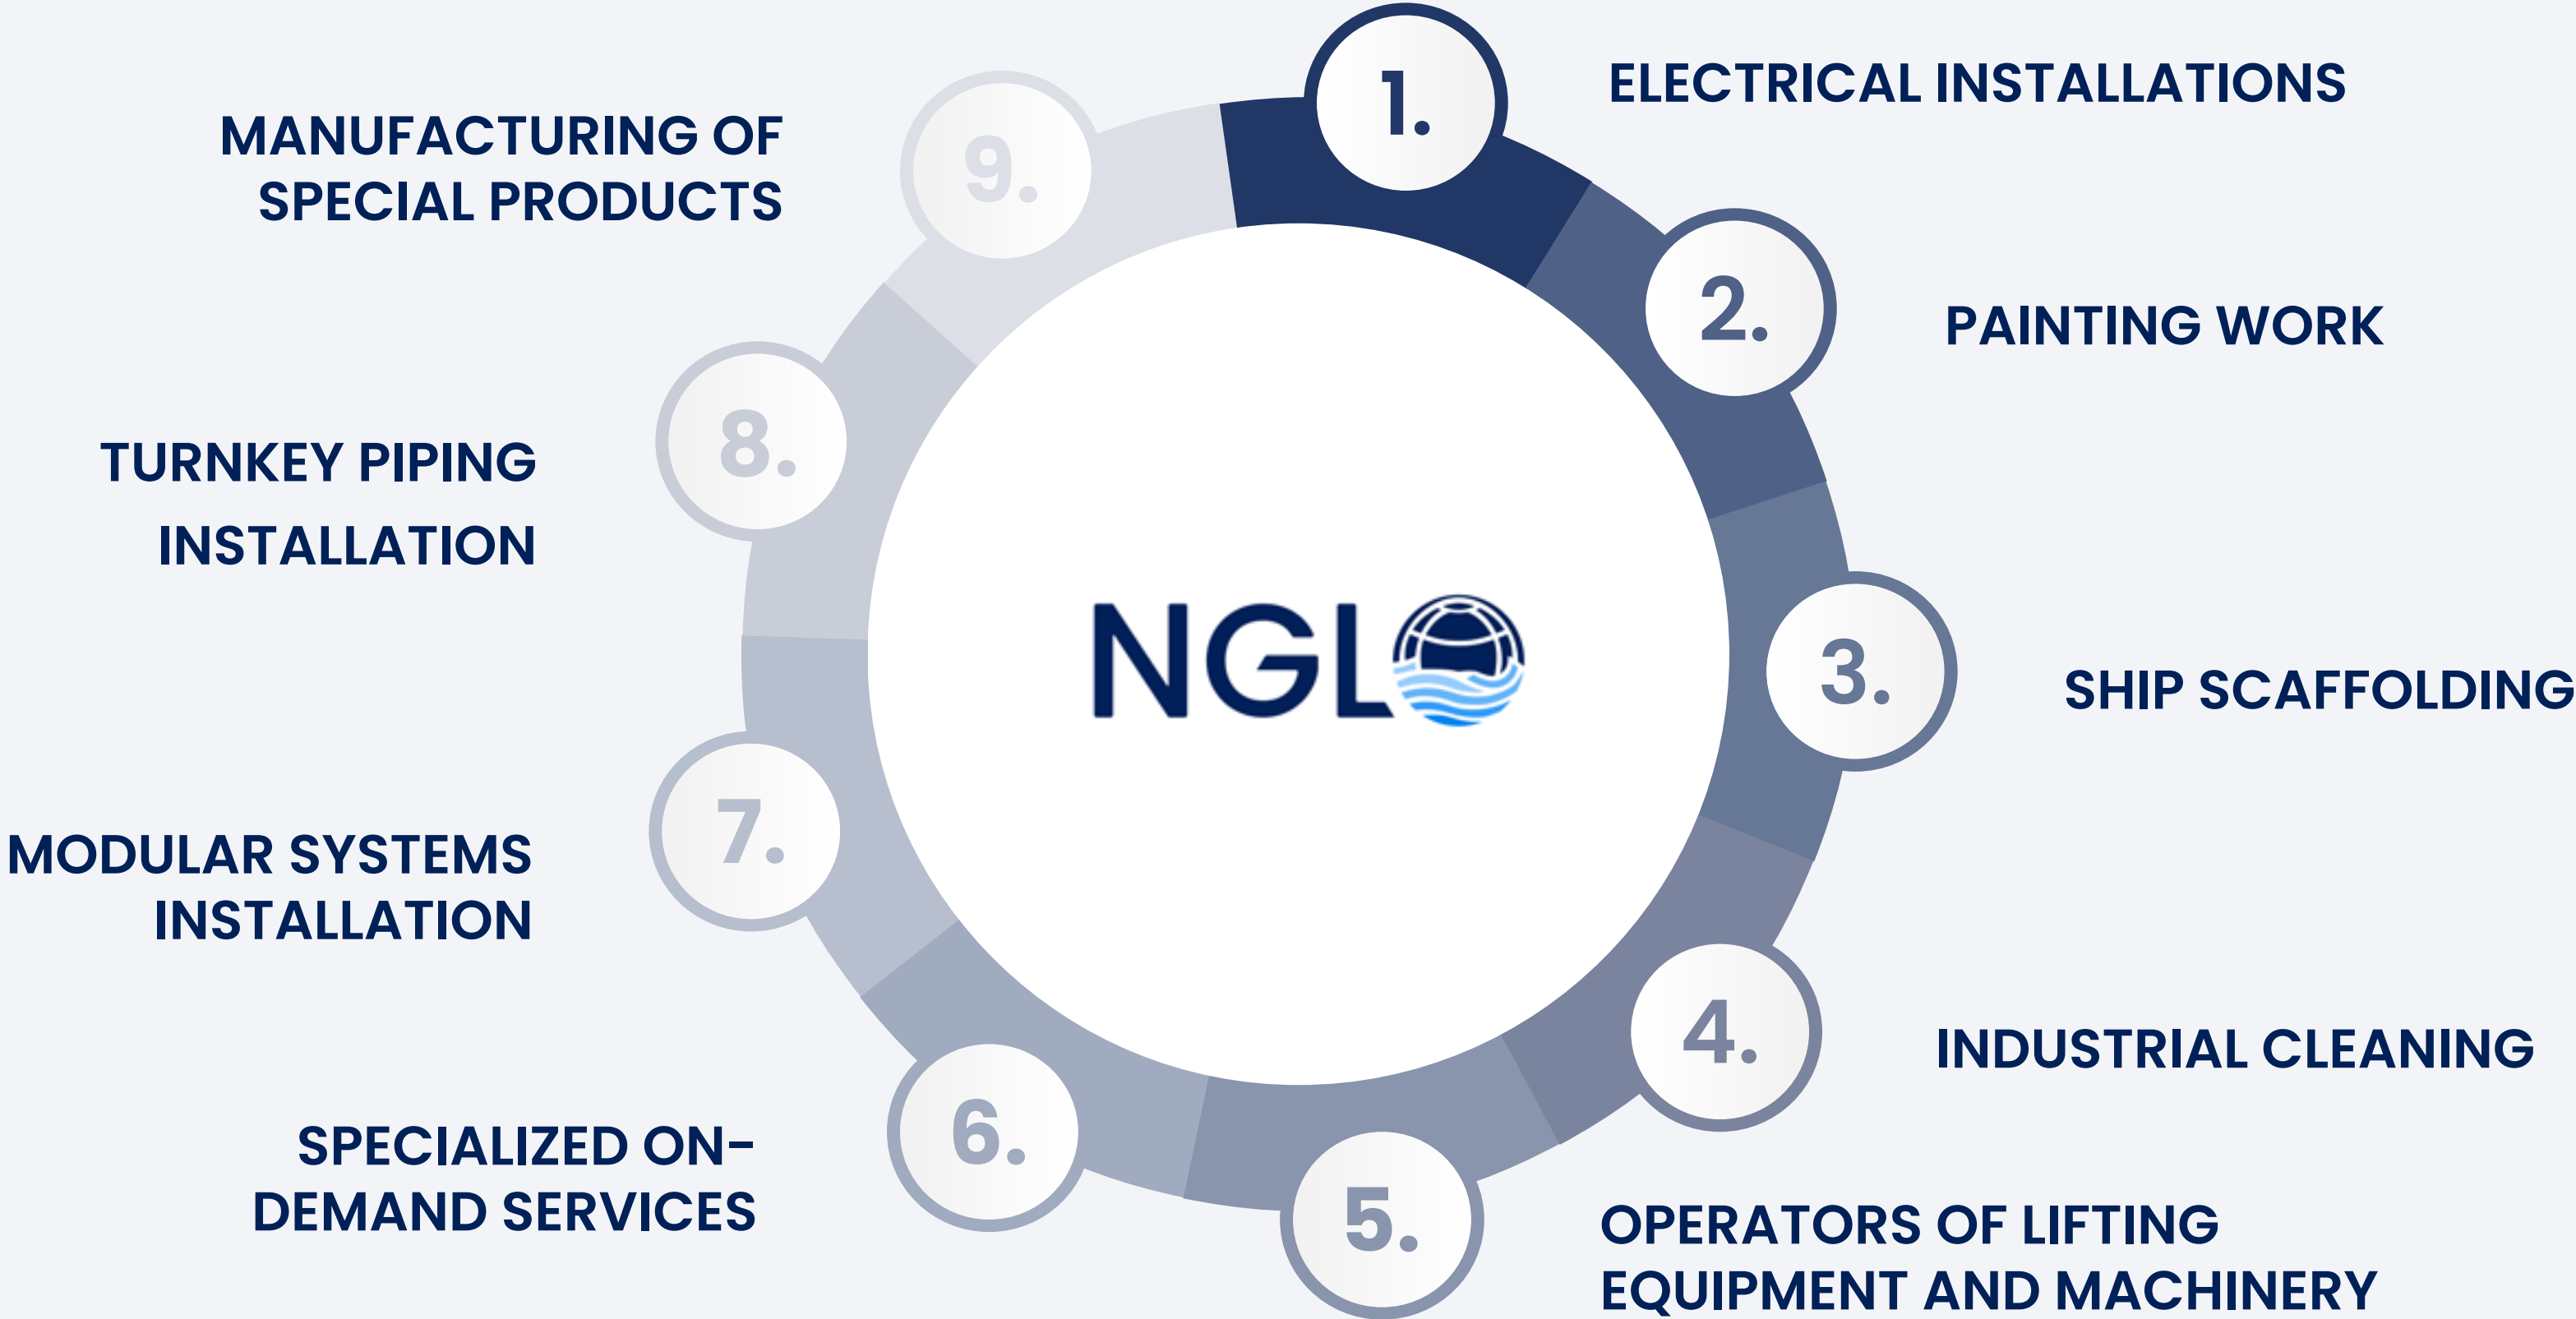 1.
ELECTRICAL INSTALLATIONS
2.
PAINTING WORK
3.
SHIP SCAFFOLDING
4.
INDUSTRIAL CLEANING
5.
OPERATORS OF LIFTING
EQUIPMENT AND MACHINERY
6.
SPECIALIZED ON-
DEMAND SERVICES
7.
MODULAR SYSTEMS
INSTALLATION
8.
TURNKEY PIPING
INSTALLATION
9.
MANUFACTURING OF
SPECIAL PRODUCTS
NGLO